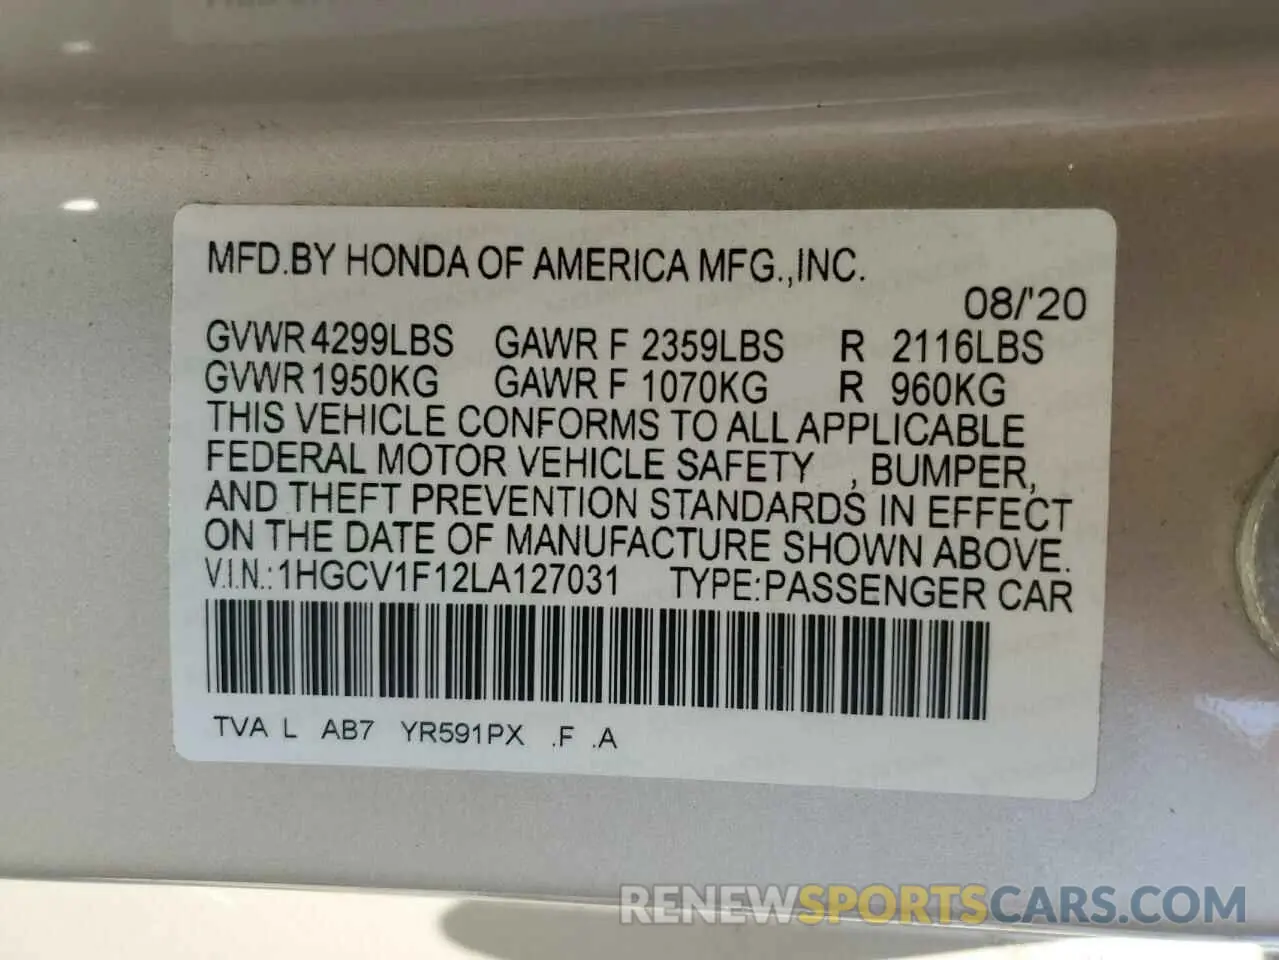 MFD.BY HONDA OF AMERICA MFG.,INC.
08/'20
GVWR 4299LBS GAWR F 2359LBS R 2116LBS
GVWR 1950KG GAWR F 1070KG R 960KG
THIS VEHICLE CONFORMS TO ALL APPLICABLE
FEDERAL MOTOR VEHICLE SAFETY , BUMPER,
AND THEFT PREVENTION STANDARDS IN EFFECT
ON THE DATE OF MANUFACTURE SHOWN ABOVE.
V.I.N.:1HGCV1F12LA127031 TYPE:PASSENGER CAR
TVA L AB7 YR591PX .F .A
RENEWSPORTSCARS.COM